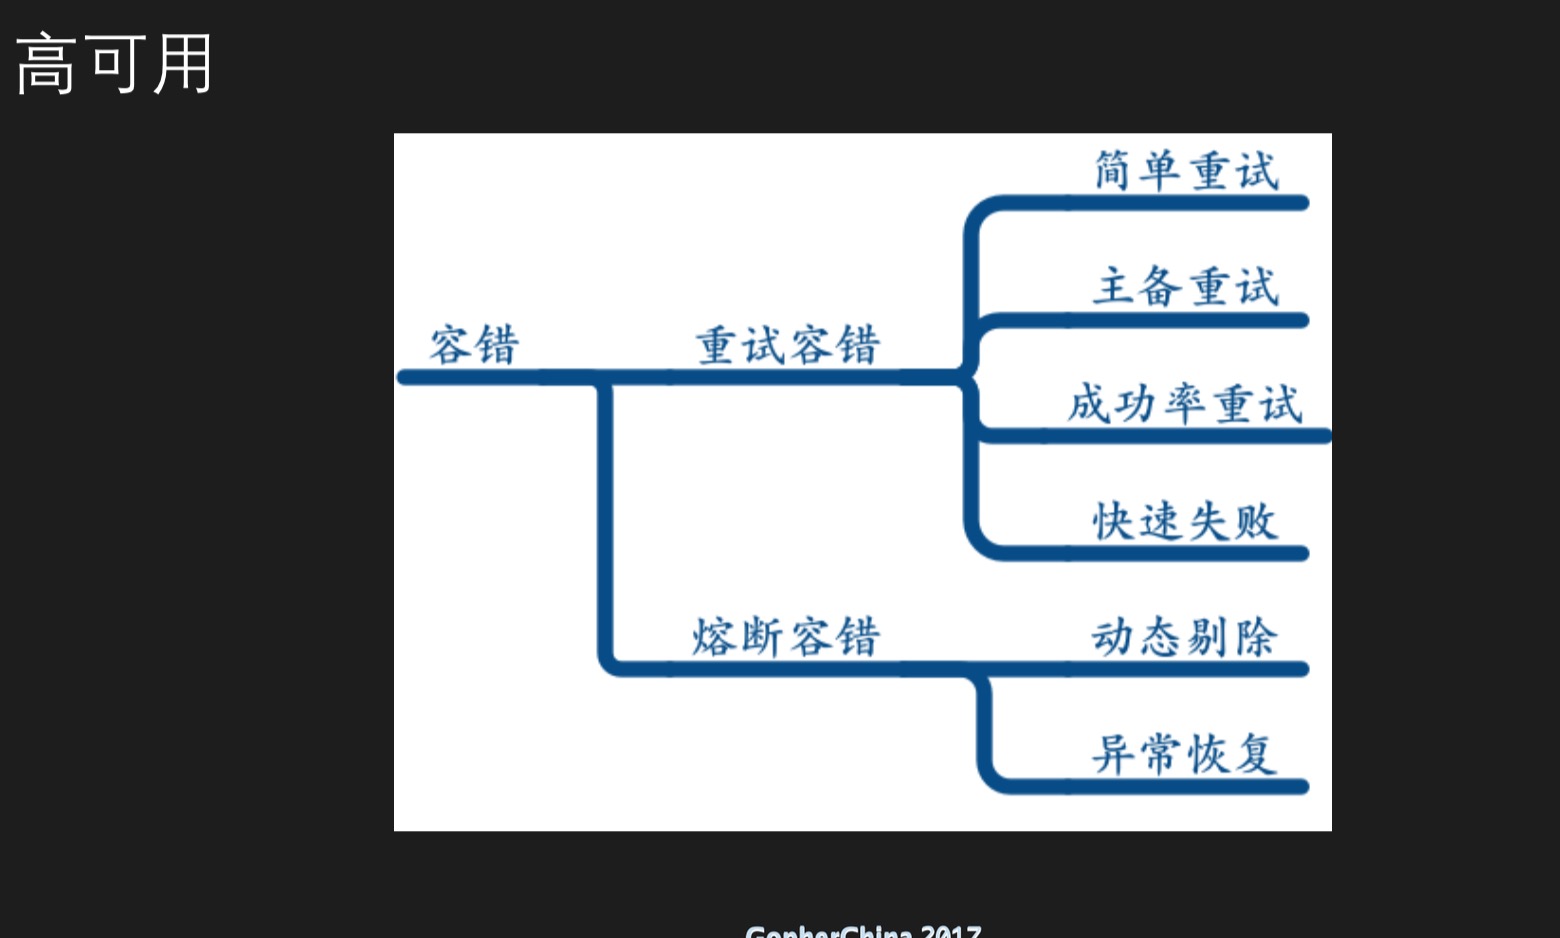 高可用
简单重试
主备重试
容错
重试容错
成功率重试
快速失败
熔断容错
动态剔除
异常恢复
GopherChina 2017